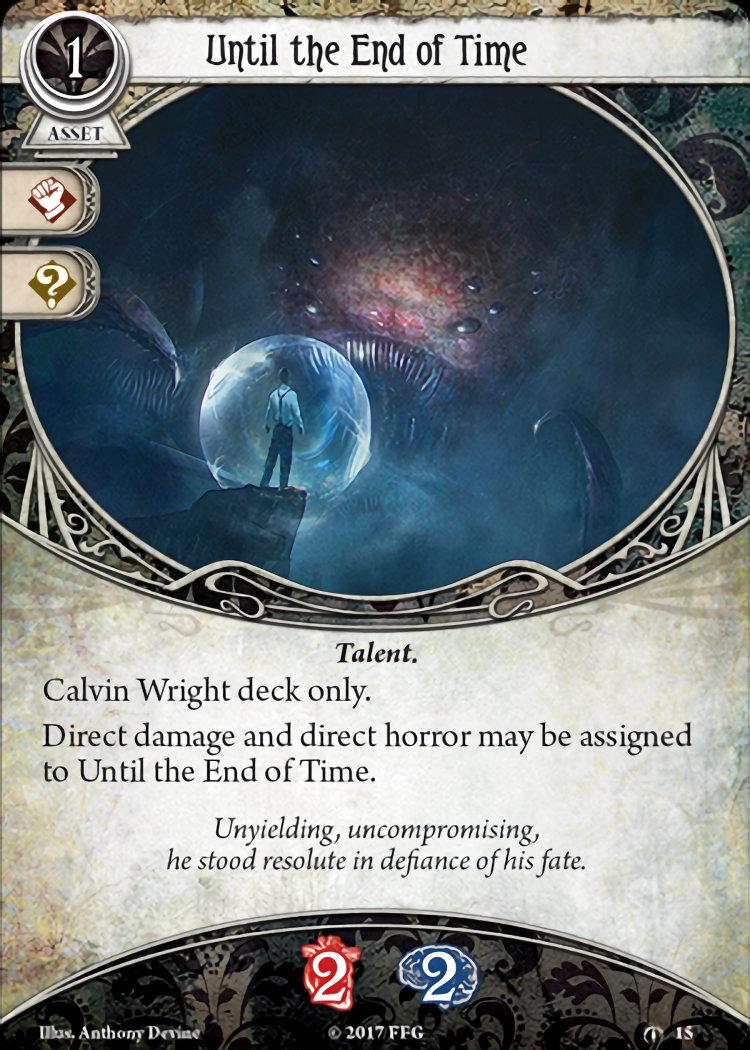 1
Until the End of Time
ASSET
?
Talent.
Calvin Wright deck only.
Direct damage and direct horror may be assigned
to Until the End of Time.
Unyielding, uncompromising,
he stood resolute in defiance of his fate.
2 2
Illus. Anthony Devine © 2017 FFG 15